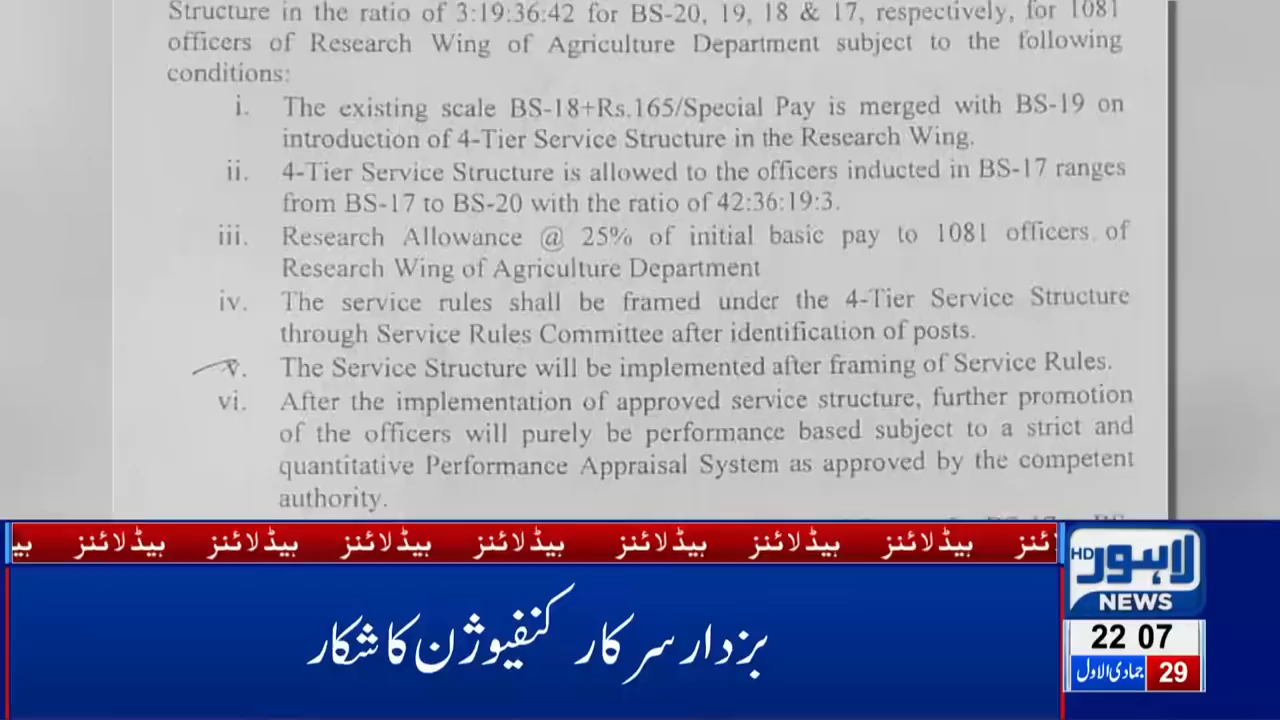 Structure in the ratio of 3:19:36:42 for BS-20, 19, 18 & 17, respectively, for 1081
officers of Research Wing of Agriculture Department subject to the following
conditions:
i. The existing scale BS-18+Rs.165/Special Pay is merged with BS-19 on
introduction of 4-Tier Service Structure in the Research Wing.
ii. 4-Tier Service Structure is allowed to the officers inducted in BS-17 ranges
from BS-17 to BS-20 with the ratio of 42:36:19:3.
iii. Research Allowance @ 25% of initial basic pay to 1081 officers of
Research Wing of Agriculture Department
iv. The service rules shall be framed under the 4-Tier Service Structure
through Service Rules Committee after identification of posts.
v. The Service Structure will be implemented after framing of Service Rules.
vi. After the implementation of approved service structure, further promotion
of the officers will purely be performance based subject to a strict and
quantitative Performance Appraisal System as approved by the competent
authority.
ہیڈلائنز ہیڈلائنز ہیڈلائنز ہیڈلائنز ہیڈلائنز ہیڈلائنز ہیڈلائنز
بزدار سرکار کنفیوژن کا شکار
لاہور HD
NEWS
22 07
29 جمادی الاول